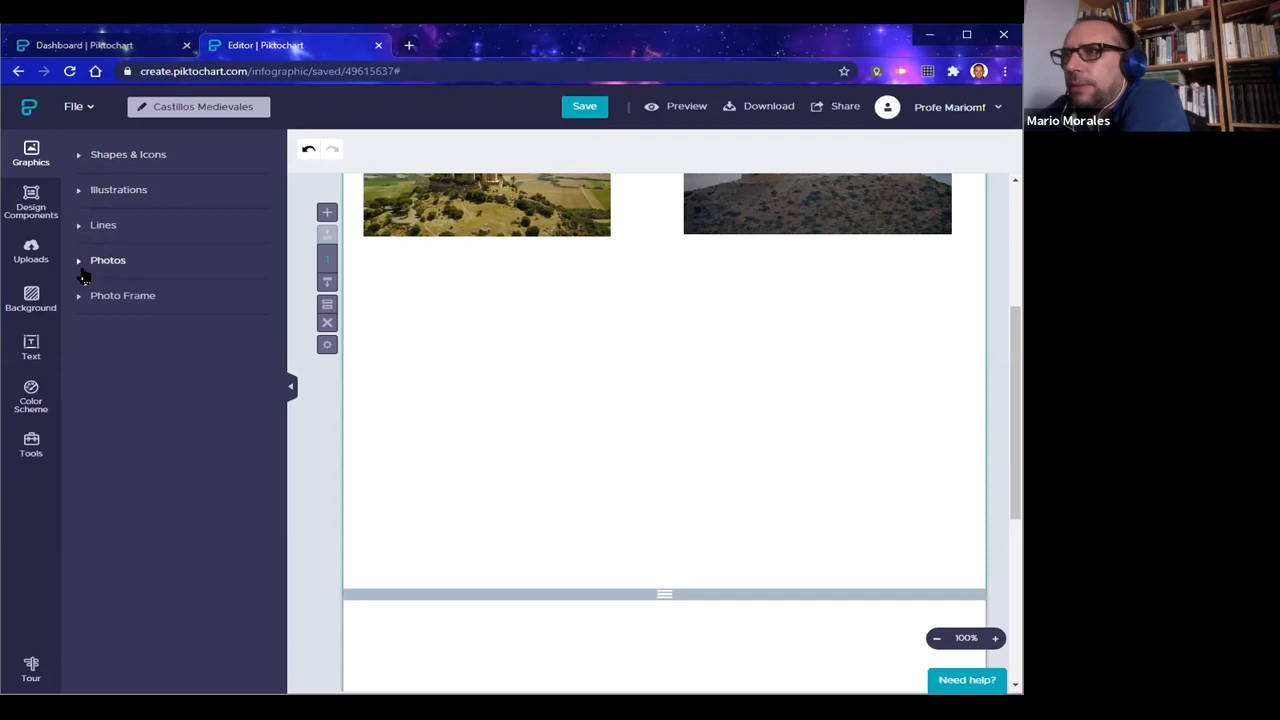 Dashboard | Piktochart
Editor | Piktochart
create.piktochart.com/infographic/saved/49615637#
File
Castillos Medievales
Save
Preview
Download
Share
Profe Mariomf
Mario Morales
Graphics
Design
Components
Uploads
Background
Text
Color
Scheme
Tools
Tour
Shapes & Icons
Illustrations
Lines
Photos
Photo Frame
1
100%
Need help?